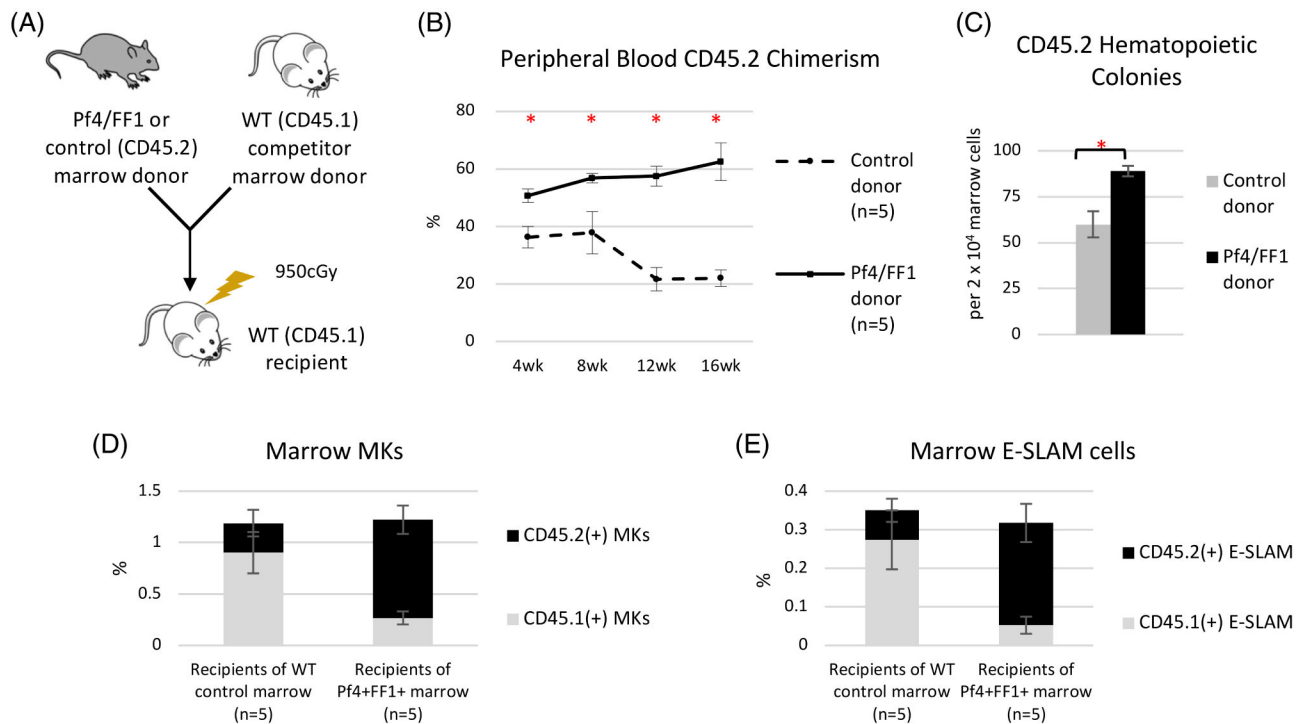 (A)
Pf4/FF1 or
control (CD45.2)
marrow donor
WT (CD45.1)
competitor
marrow donor
950cGy
WT (CD45.1)
recipient
(B)
Peripheral Blood CD45.2 Chimerism
80
60
40
20
0
%
* * * *
4wk 8wk 12wk 16wk
Control
donor
(n=5)
Pf4/FF1
donor
(n=5)
(C)
CD45.2 Hematopoietic
Colonies
per 2 x 10⁴ marrow cells
100
75
50
25
0
*
Control
donor
Pf4/FF1
donor
(D)
Marrow MKs
1.5
1
0.5
0
%
CD45.2(+) MKs
CD45.1(+) MKs
Recipients of WT
control marrow
(n=5)
Recipients of
Pf4+FF1+ marrow
(n=5)
(E)
Marrow E-SLAM cells
0.4
0.3
0.2
0.1
0
%
CD45.2(+) E-SLAM
CD45.1(+) E-SLAM
Recipients of WT
control marrow
(n=5)
Recipients of
Pf4+FF1+ marrow
(n=5)